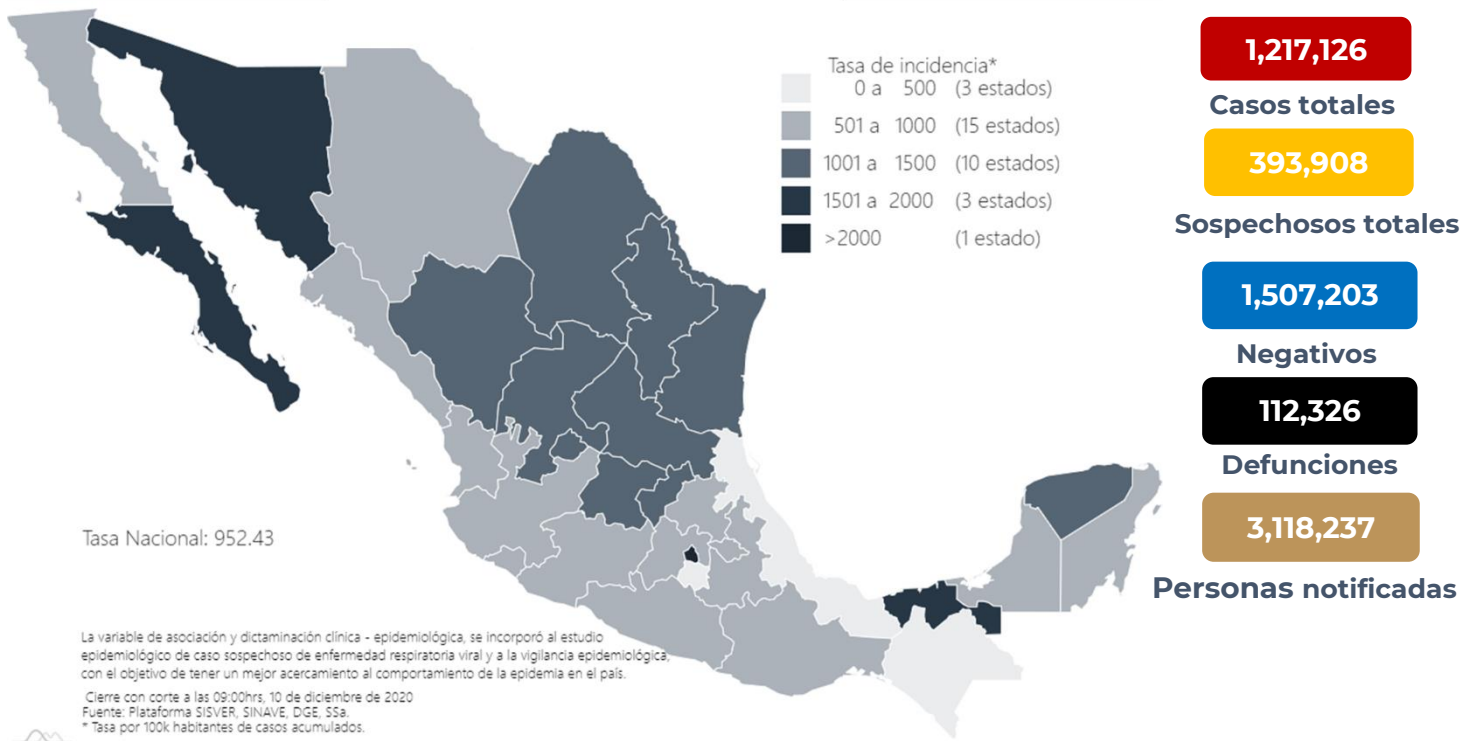 Tasa de incidencia*
0 a 500 (3 estados)
501 a 1000 (15 estados)
1001 a 1500 (10 estados)
1501 a 2000 (3 estados)
>2000 (1 estado)
1,217,126
Casos totales
393,908
Sospechosos totales
1,507,203
Negativos
112,326
Defunciones
3,118,237
Personas notificadas
Tasa Nacional: 952.43
La variable de asociación y dictaminación clínica - epidemiológica, se incorporó al estudio
epidemiológico de caso sospechoso de enfermedad respiratoria viral y a la vigilancia epidemiológica,
con el objetivo de tener un mejor acercamiento al comportamiento de la epidemia en el país.
Cierre con corte a las 09:00hrs, 10 de diciembre de 2020
Fuente: Plataforma SISVER, SINAVE, DGE, SSa.
* Tasa por 100k habitantes de casos acumulados.